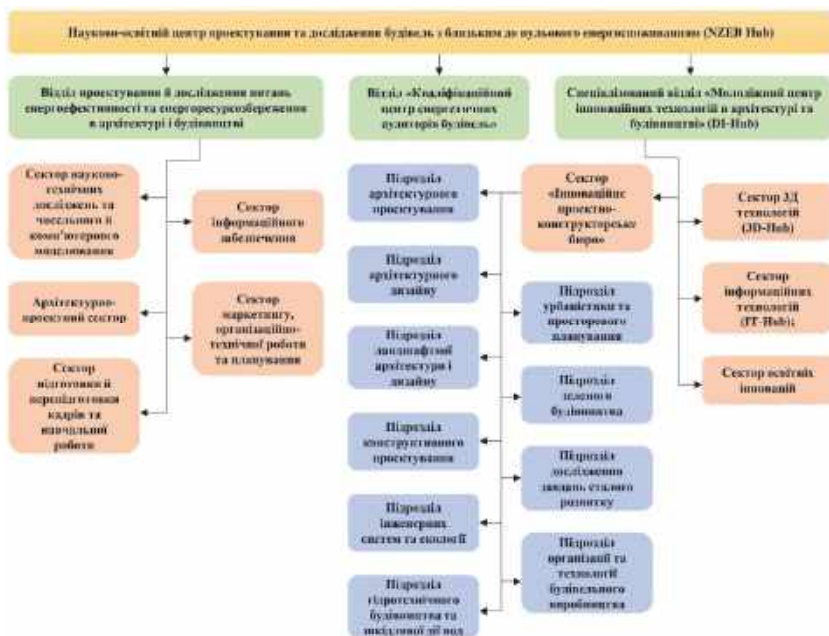 Науково-освітній центр проектування та дослідження будівель з близьким до нульового енергоспоживанням (NZEB Hub)
Відділ проектування й дослідження питань
енергоефективності та енергоресурсозбереження
в архітектурі і будівництві
Відділ «Кваліфікаційний
центр енергетичних
аудиторів будівель»
Спеціалізований відділ «Молодіжний центр
інноваційних технологій в архітектурі та
будівництві» (DI-Hub)
Сектор науково-
технічних
досліджень та
чисельного й
комп'ютерного
моделювання
Сектор
інформаційного
забезпечення
Архітектурно-
проектний сектор
Сектор
маркетингу,
організаційно-
технічної роботи
та планування
Сектор
підготовки й
перепідготовки
кадрів та
навчальної
роботи
Підрозділ
архітектурного
проєктування
Підрозділ
архітектурного
дизайну
Підрозділ
ландшафтної
архітектури і
дизайну
Підрозділ
конструктивного
проєктування
Підрозділ
інженерних
систем та екології
Підрозділ
гідротехнічного
будівництва та
шкідливої дії вод
Сектор
«Інноваційне
проектно-
конструкторське
бюро»
Підрозділ
урбаністики та
просторового
планування
Підрозділ
зеленого
будівництва
Підрозділ
дослідження
завдань сталого
розвитку
Підрозділ
організації та
технології
будівельного
виробництва
Сектор 3Д
технологій
(3D-Hub)
Сектор
інформаційних
технологій
(IT-Hub);
Сектор освітніх
інновацій